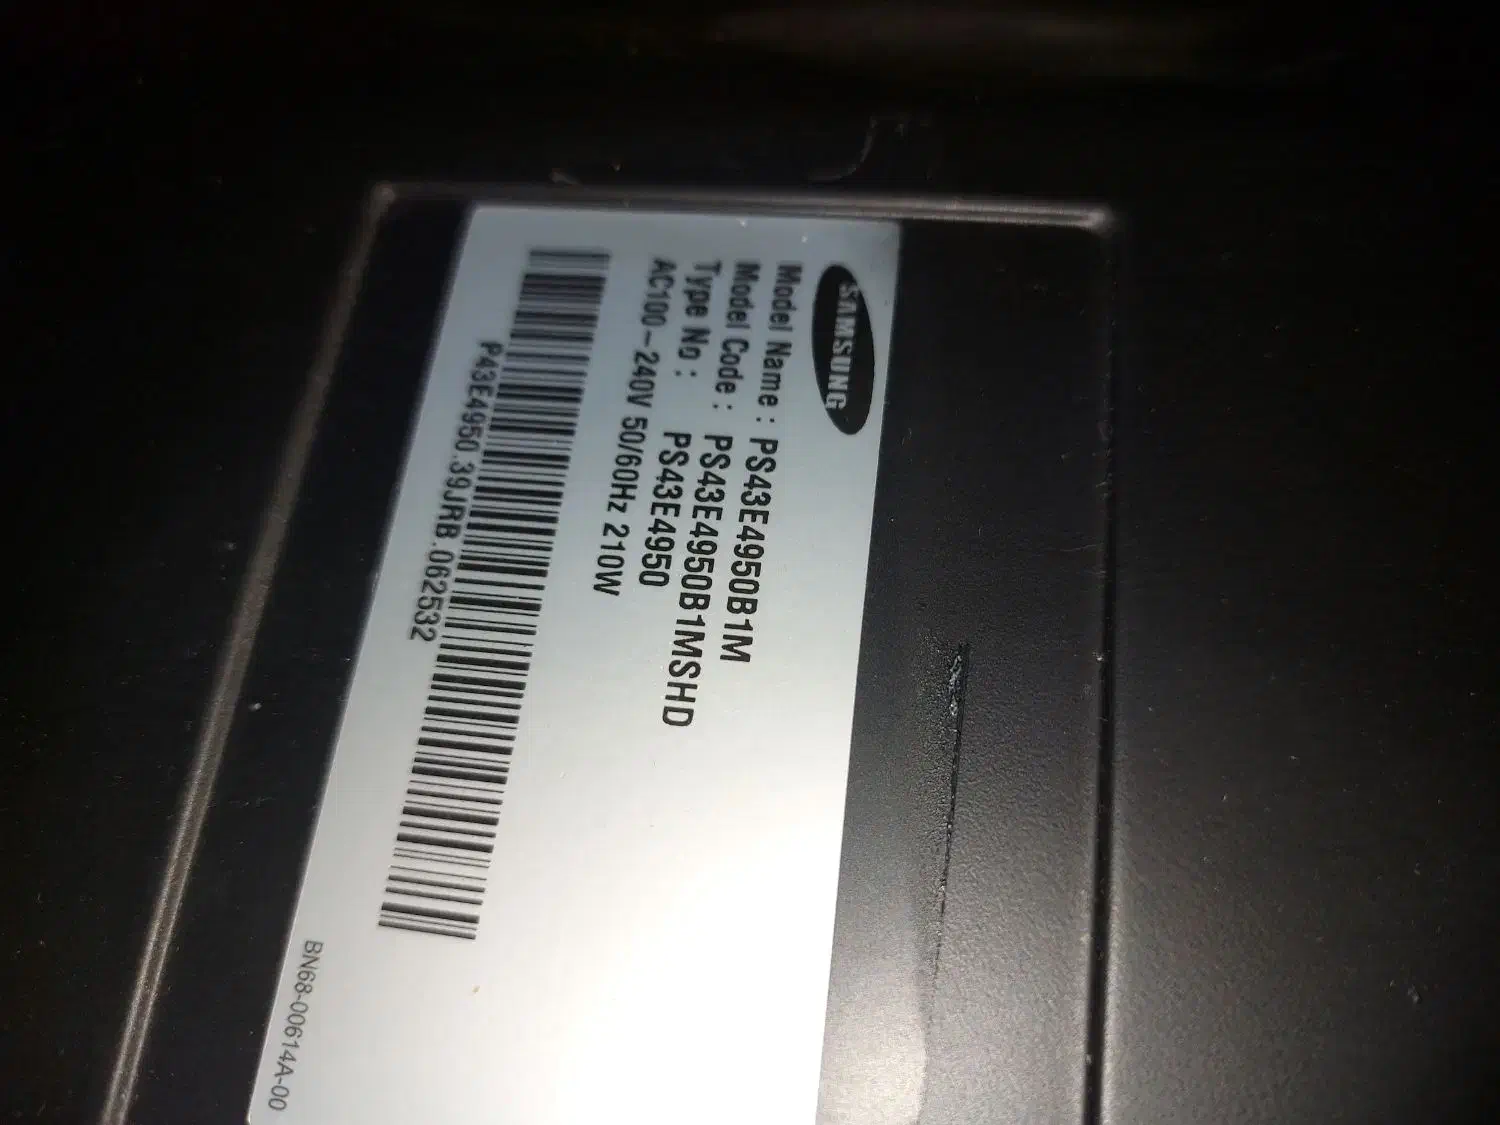 SAMSUNG
Model Name : PS43E4950B1M
Model Code : PS43E4950B1MSHD
Type No : PS43E4950
AC100-240V 50/60Hz 210W
P43E4950.39JRB.062532
BN68-00614A-00